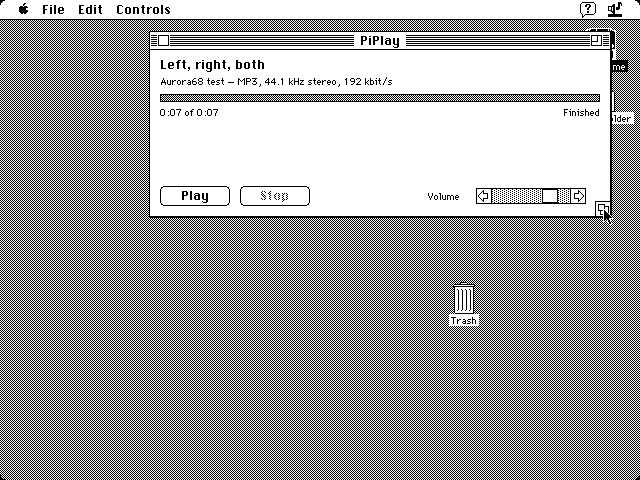 File Edit Controls
PiPlay
Left, right, both
Aurora68 test – MP3, 44.1 kHz stereo, 192 kbit/s
0:07 of 0:07 Finished
Play Stop Volume
Trash